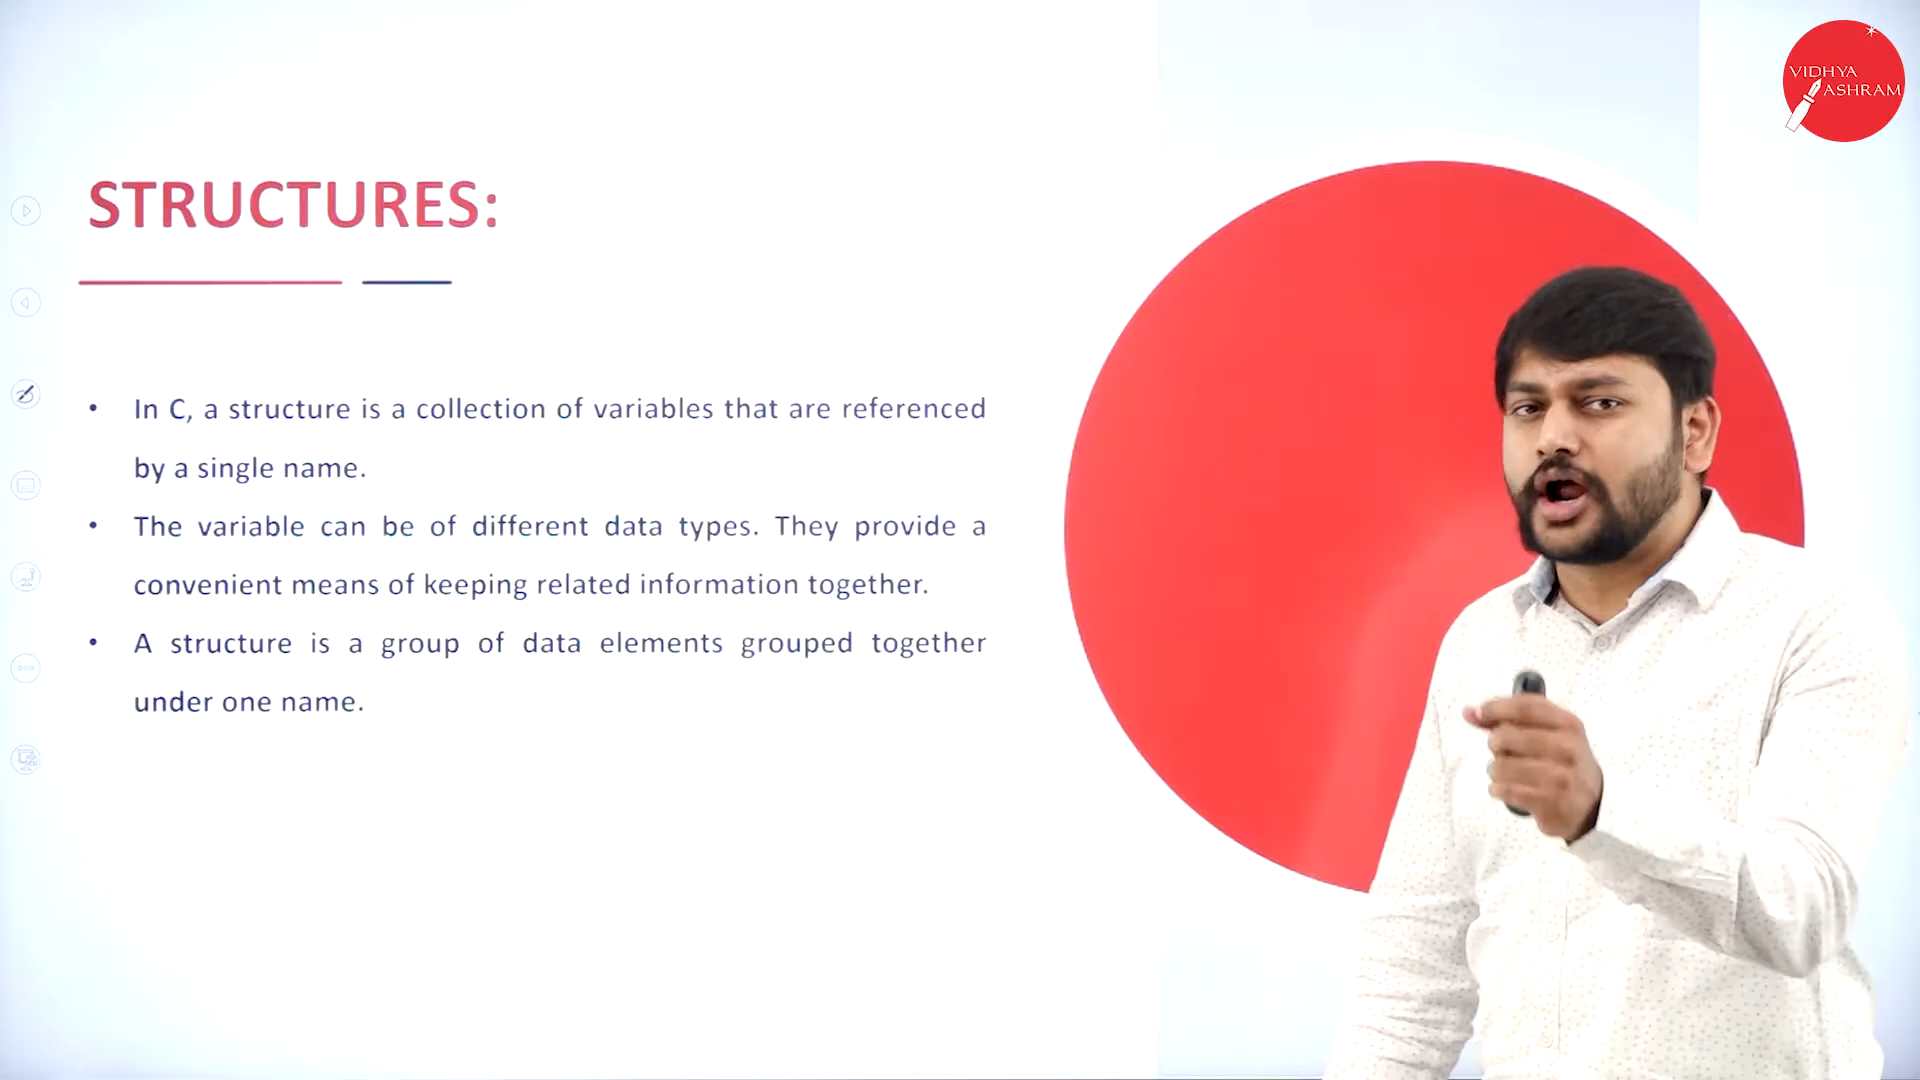 VIDHYA
ASHRAM
STRUCTURES:
• In C, a structure is a collection of variables that are referenced
by a single name.
• The variable can be of different data types. They provide a
convenient means of keeping related information together.
• A structure is a group of data elements grouped together
under one name.